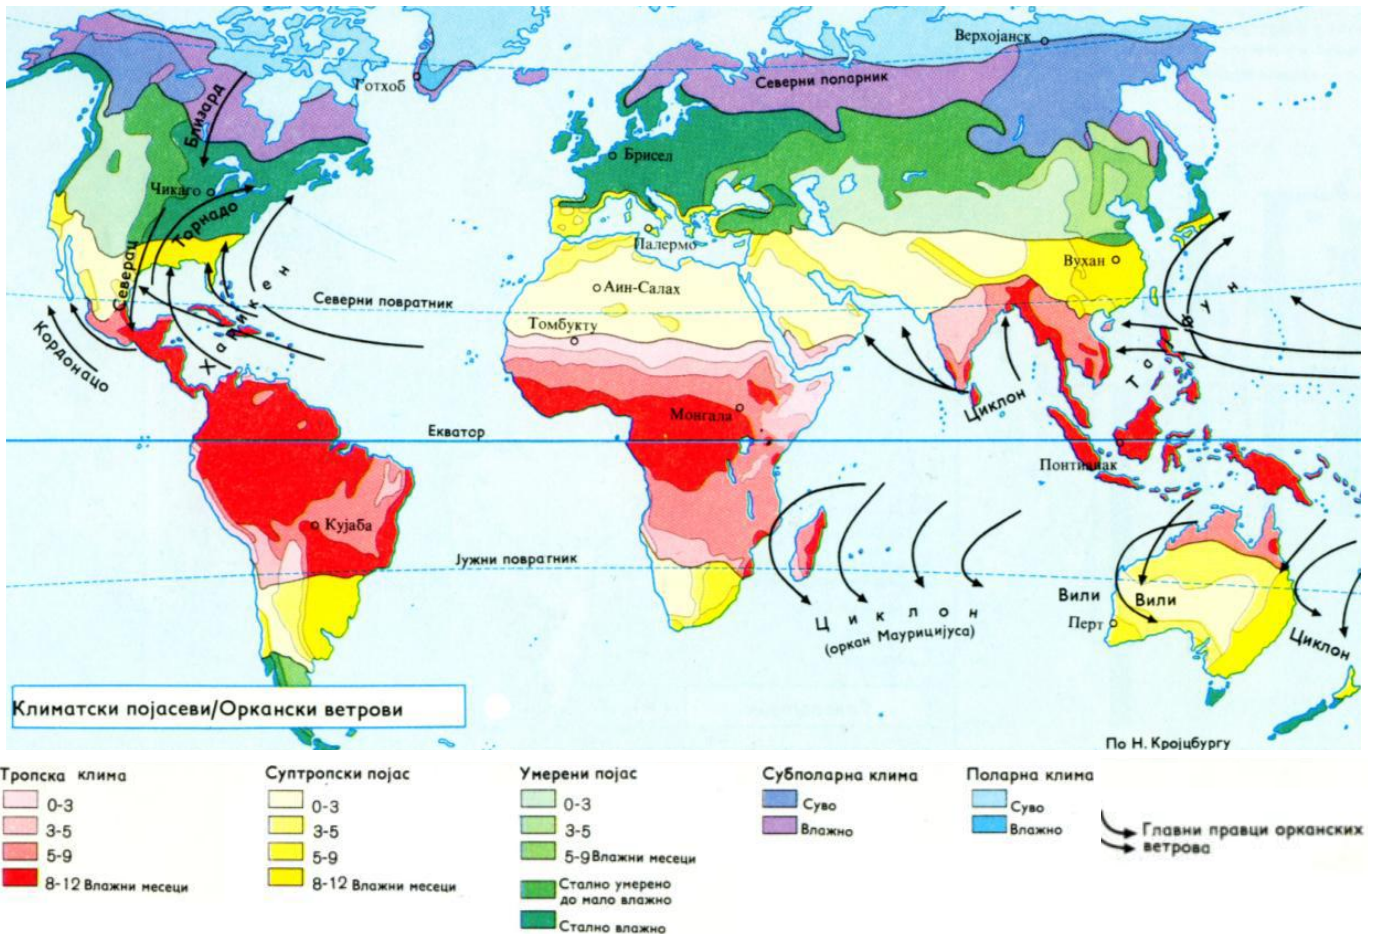 Верхојанск
Северни поларник
Готхоб
Близард
Брисел
Чикаго
Торнадо
Палермо
Вухан
Северац
Аин-Салах
Харикен
Северни повратник
Томбукту
Кордонацо
Тајфун
Циклон
Монгала
Екватор
Понтианак
Кујаба
Јужни повратник
Вили
Вили
Перт
Циклон
(оркан Маурицијуса)
Циклон
Климатски појасеви/Оркански ветрови
По Н. Кројцбургу
Тропска клима
0-3
3-5
5-9
8-12 Влажни месеци
Суптропски појас
0-3
3-5
5-9
8-12 Влажни месеци
Умерени појас
0-3
3-5
5-9 Влажни месеци
Стално умерено
до мало влажно
Стално влажно
Субполарна клима
Суво
Влажно
Поларна клима
Суво
Влажно
Главни правци орканских
ветрова